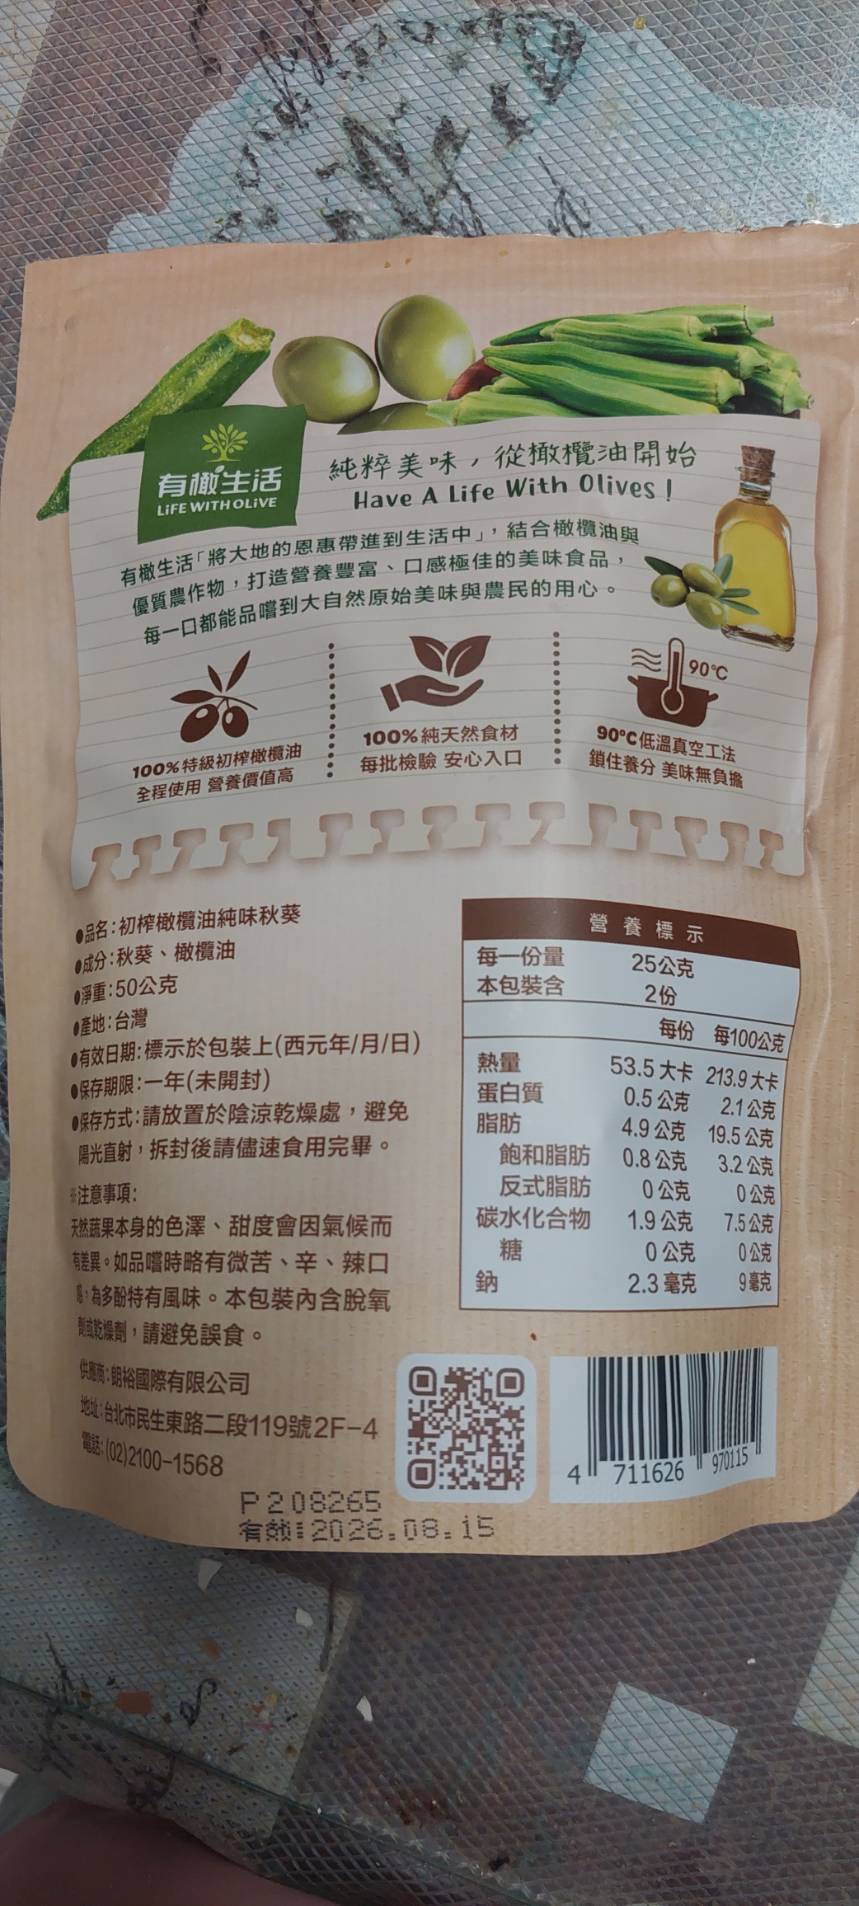 有橄生活
LiFE WITH OLiVE
純粹美味，從橄欖油開始
Have A Life With Olives !
有橄生活「將大地的恩惠帶進到生活中」，結合橄欖油與
優質農作物，打造營養豐富、口感極佳的美味食品，
每一口都能品嚐到大自然原始美味與農民的用心。
90℃
100%特級初榨橄欖油
全程使用 營養價值高
100%純天然食材
每批檢驗 安心入口
90℃低溫真空工法
鎖住養分 美味無負擔
●品名:初榨橄欖油純味秋葵
●成分:秋葵、橄欖油
●淨重:50公克
●產地:台灣
●有效日期:標示於包裝上(西元年/月/日)
●保存期限:一年(未開封)
●保存方式:請放置於陰涼乾燥處，避免
陽光直射，拆封後請儘速食用完畢。
※注意事項:
天然蔬果本身的色澤、甜度會因氣候而
有差異。如品嚐時略有微苦、辛、辣口
感，為多酚特有風味。本包裝內含脫氧
劑或乾燥劑，請避免誤食。
供應商:朗裕國際有限公司
地址:台北市民生東路二段119號2F-4
電話:(02)2100-1568
營養標示
每一份量 25公克
本包裝含 2份
每份 每100公克
熱量 53.5大卡 213.9大卡
蛋白質 0.5公克 2.1公克
脂肪 4.9公克 19.5公克
飽和脂肪 0.8公克 3.2公克
反式脂肪 0公克 0公克
碳水化合物 1.9公克 7.5公克
糖 0公克 0公克
鈉 2.3毫克 9毫克
4 711626 970115
P208265
有效:2026.08.15